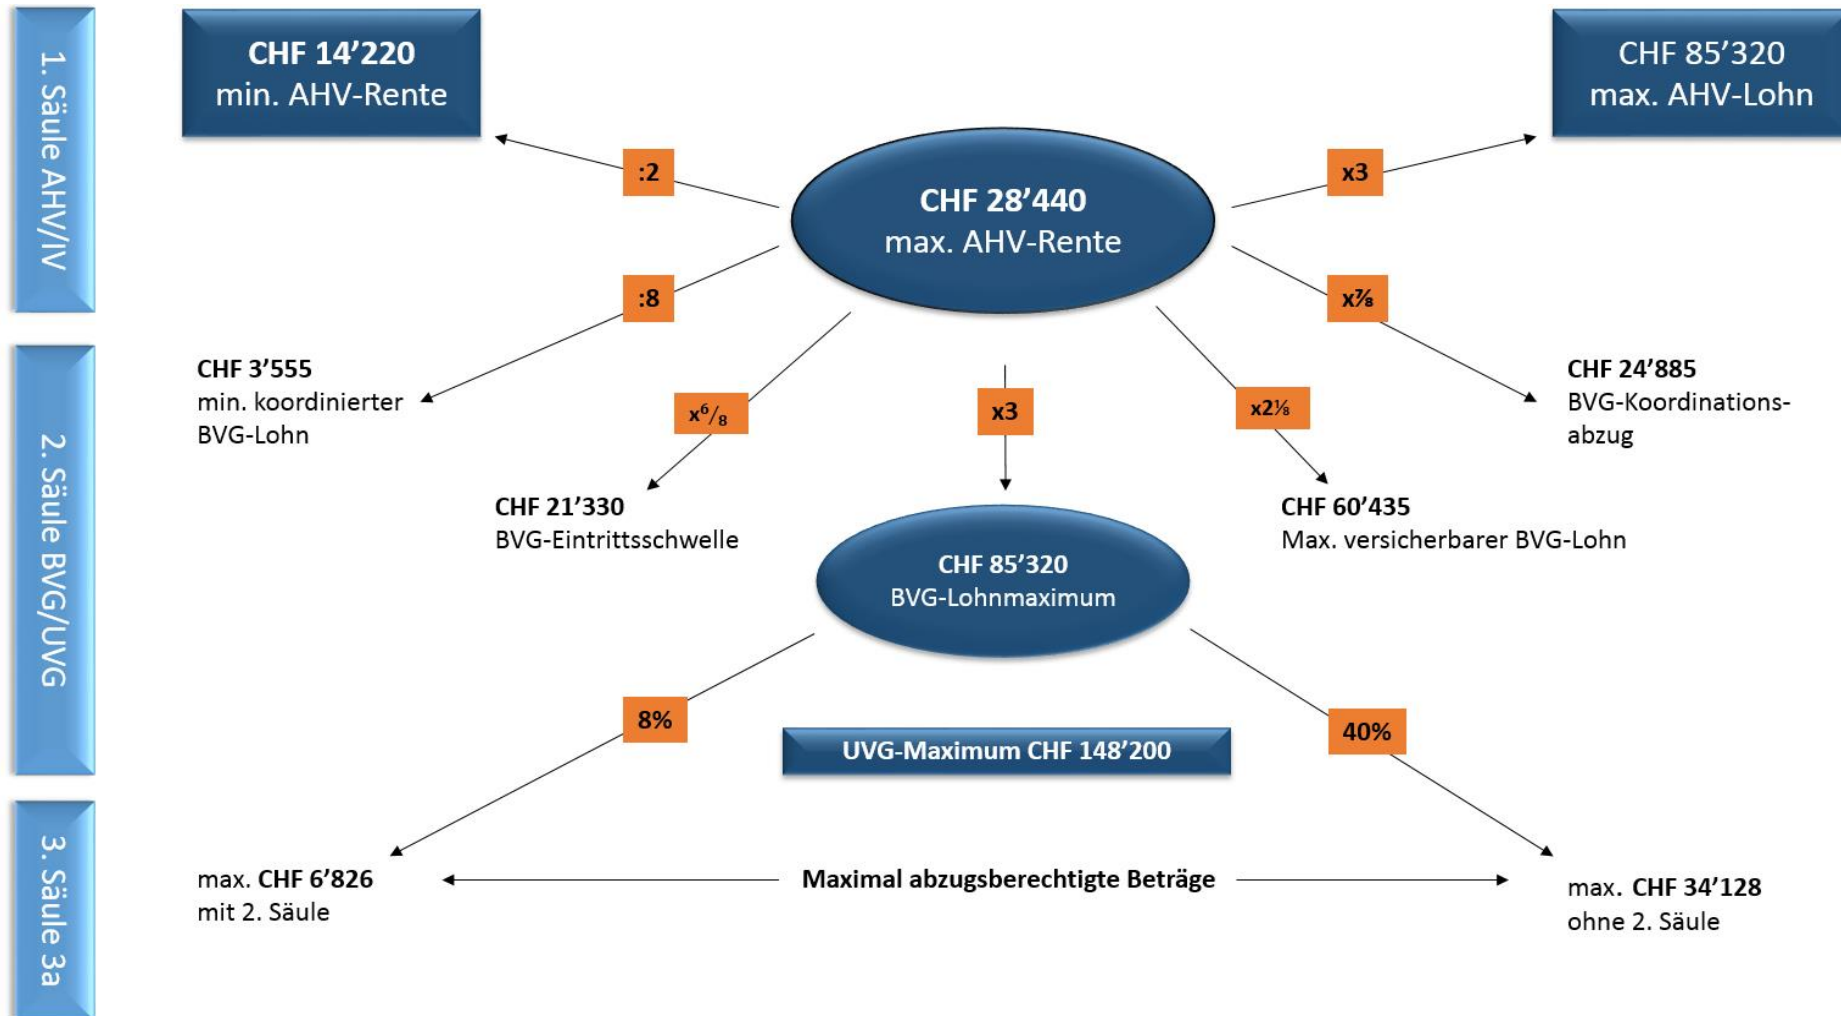 1. Säule AHV/IV
CHF 14’220
min. AHV-Rente
CHF 85’320
max. AHV-Lohn
:2
x3
CHF 28’440
max. AHV-Rente
:8
x⅞
CHF 3’555
min. koordinierter
BVG-Lohn
x⁶/₈
x3
x2⅛
CHF 24’885
BVG-Koordinations-
abzug
2. Säule BVG/UVG
CHF 21’330
BVG-Eintrittsschwelle
CHF 60’435
Max. versicherbarer BVG-Lohn
CHF 85’320
BVG-Lohnmaximum
8%
40%
UVG-Maximum CHF 148’200
3. Säule 3a
max. CHF 6’826
mit 2. Säule
Maximal abzugsberechtigte Beträge
max. CHF 34’128
ohne 2. Säule